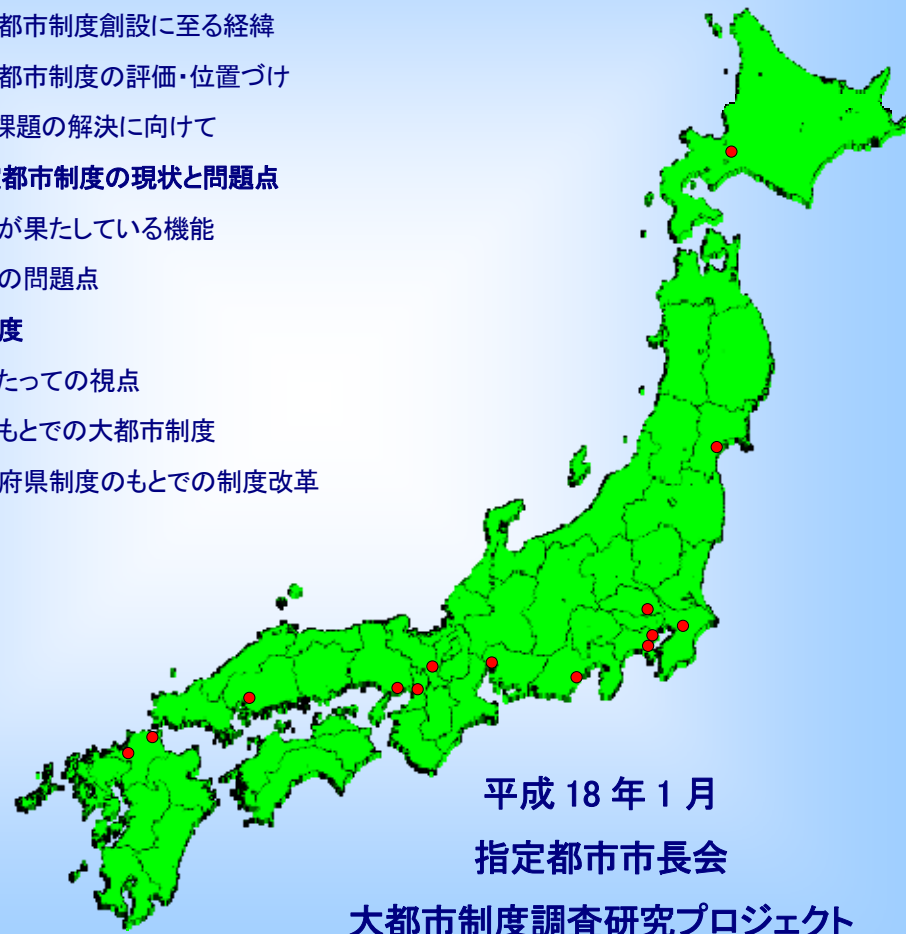 都市制度創設に至る経緯
都市制度の評価・位置づけ
課題の解決に向けて
都市制度の現状と問題点
が果たしている機能
の問題点
度
たっての視点
もとでの大都市制度
府県制度のもとでの制度改革
平成 18 年 1 月
指定都市市長会
大都市制度調査研究プロジェクト